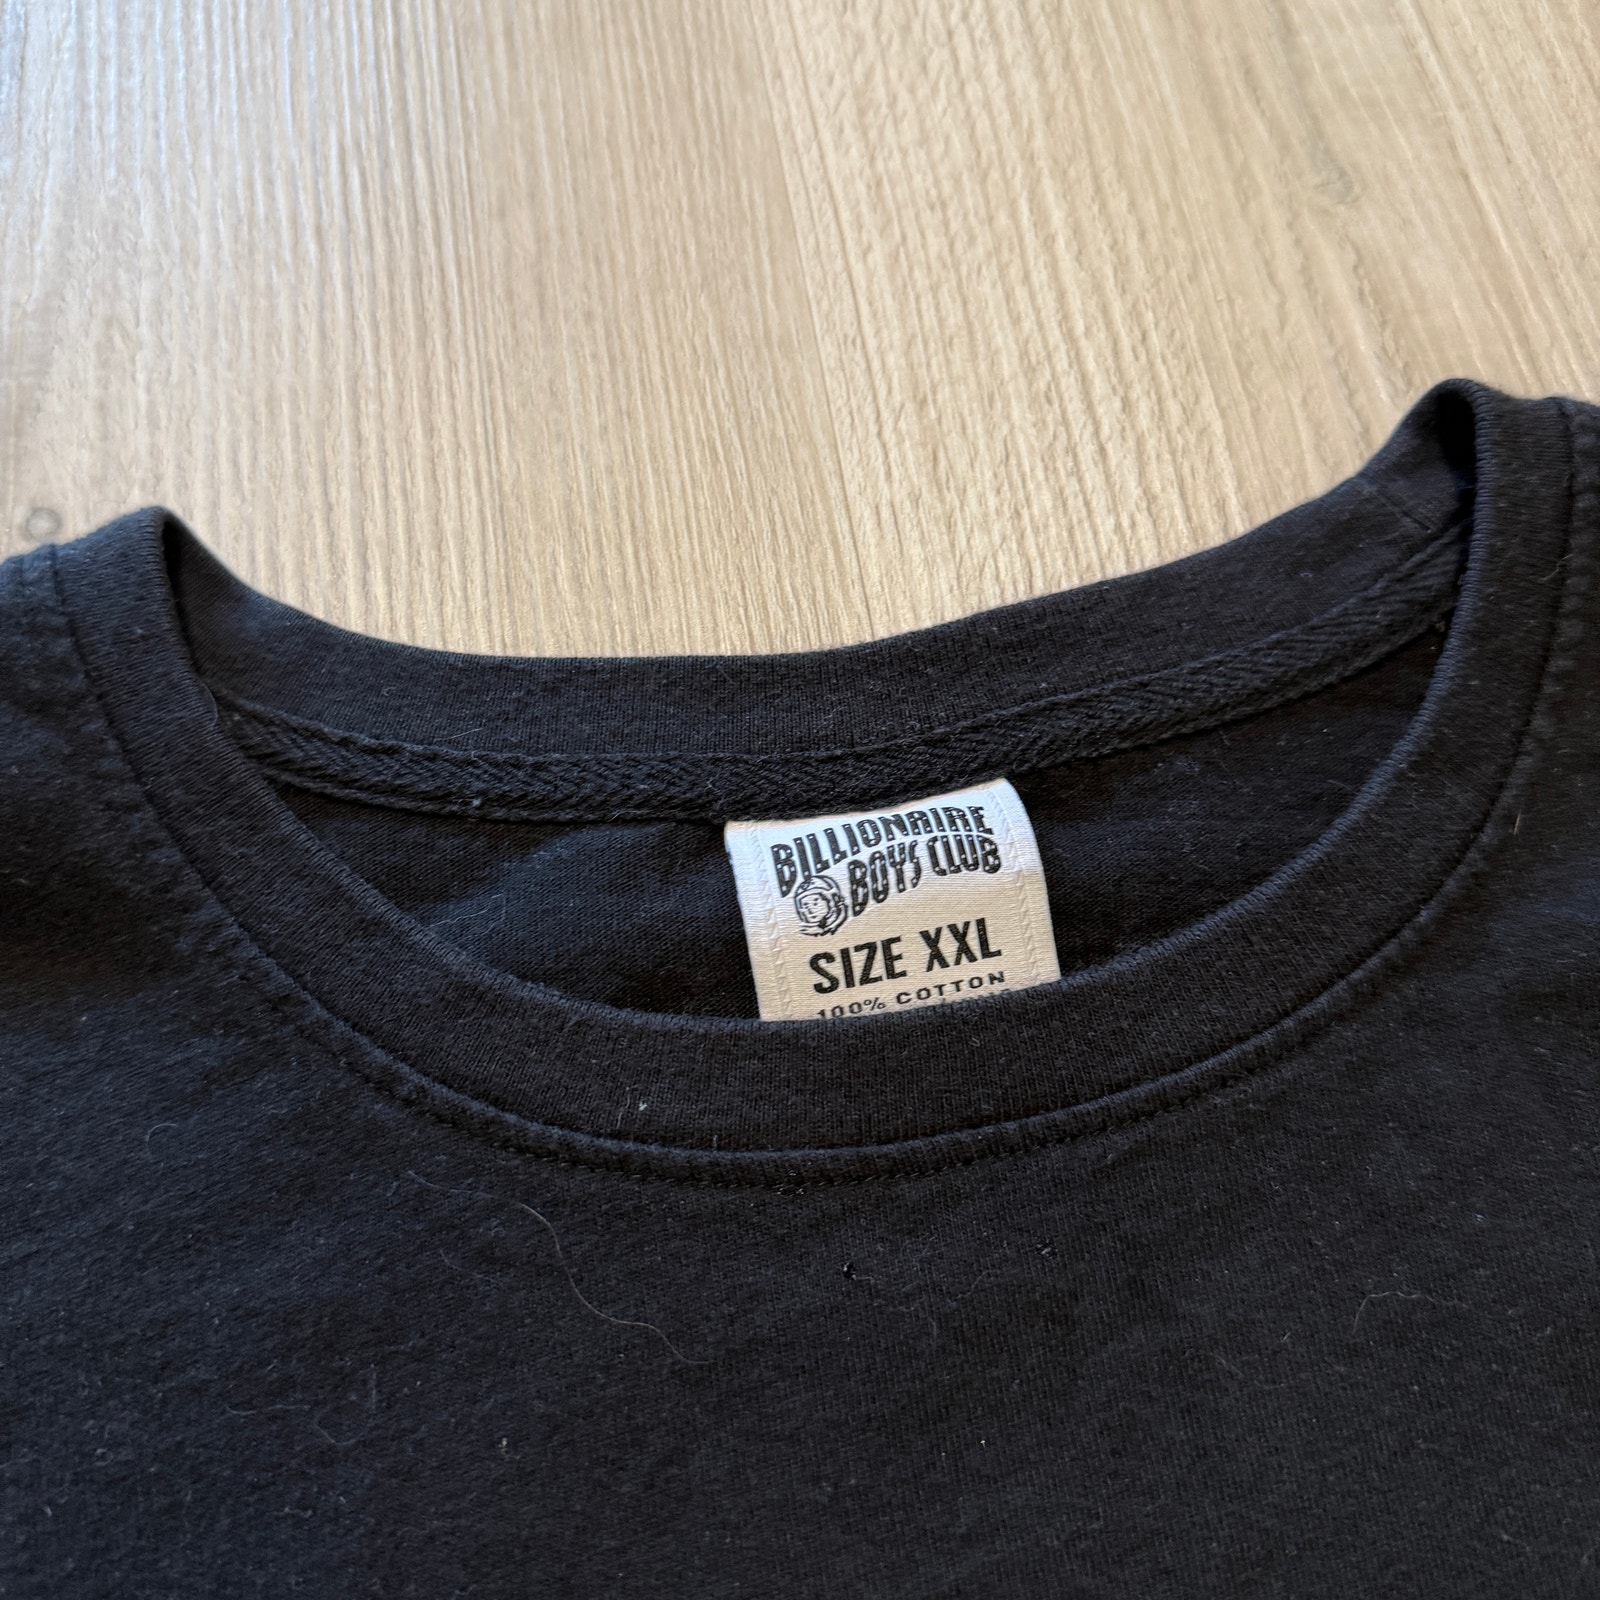 BILLIONAIRE
BOYS CLUB
SIZE XXL
100% COTTON